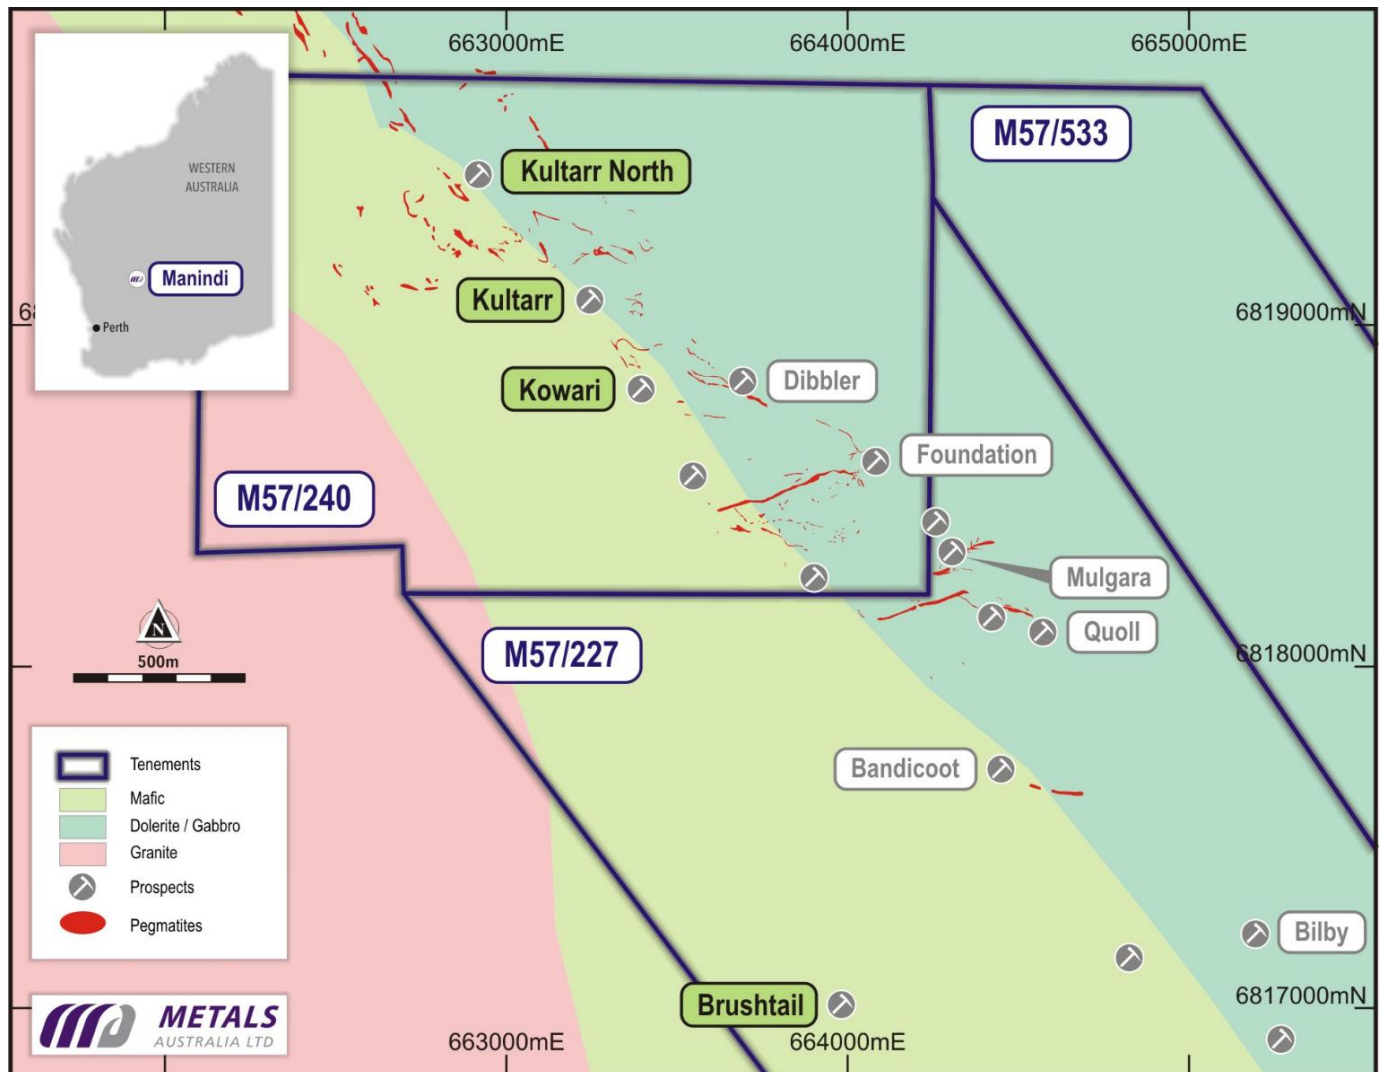 663000mE
664000mE
665000mE
M57/533
Kultarr North
WESTERN
AUSTRALIA
Manindi
Perth
Kultarr
68
6819000mN
Kowari
Dibbler
Foundation
M57/240
Mulgara
Quoll
N
500m
M57/227
6818000mN
Tenements
Mafic
Dolerite / Gabbro
Granite
Prospects
Pegmatites
Bandicoot
Bilby
Brushtail
6817000mN
METALS
AUSTRALIA LTD
663000mE
664000mE